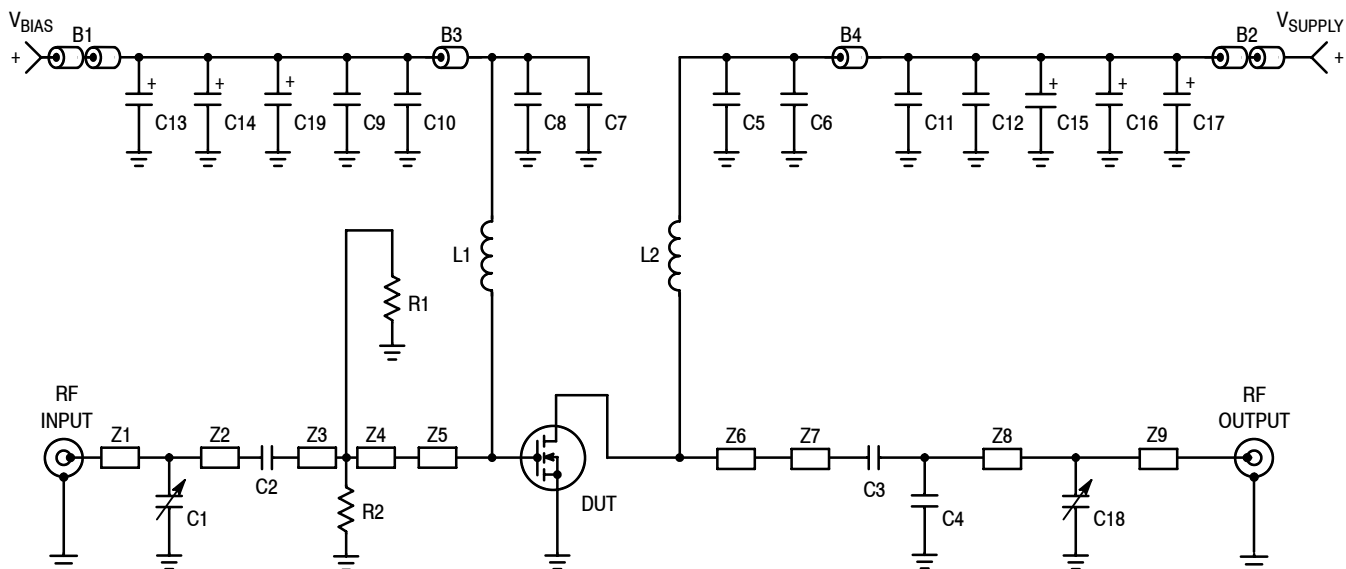 VBIAS
B1
B3
B4
B2
VSUPPLY
+
+
+
+
+
+
+
+
C13
C14
C19
C9
C10
C8
C7
C5
C6
C11
C12
C15
C16
C17
L1
L2
R1
RF
INPUT
RF
OUTPUT
Z1
Z2
Z3
Z4
Z5
Z6
Z7
Z8
Z9
C2
C3
C1
R2
DUT
C4
C18